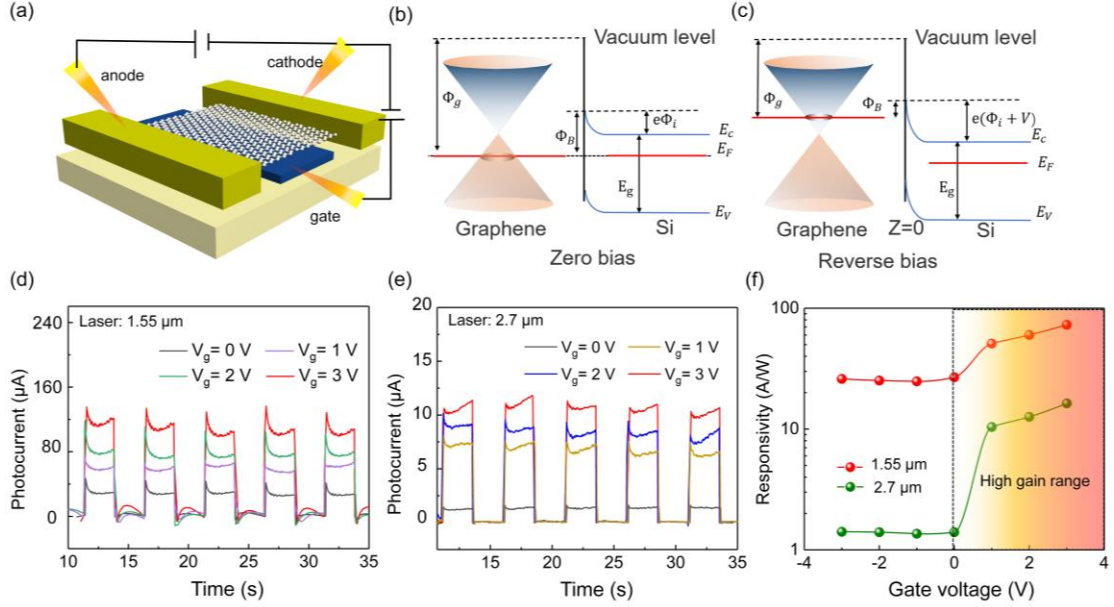 (a)
anode
cathode
gate
(b)
Vacuum level
Φg
ΦB
eΦi
Ec
EF
Eg
EV
Graphene
Si
Zero bias
(c)
Vacuum level
Φg
ΦB
e(Φi + V)
Ec
EF
Eg
EV
Graphene
Z=0
Si
Reverse bias
(d)
Laser: 1.55 µm
Vg= 0 V
Vg= 1 V
Vg= 2 V
Vg= 3 V
Photocurrent (µA)
240
160
80
0
10
15
20
25
30
35
Time (s)
(e)
Laser: 2.7 µm
Vg= 0 V
Vg= 1 V
Vg= 2 V
Vg= 3 V
Photocurrent (µA)
20
15
10
5
0
15
20
25
30
35
Time (s)
(f)
Responsivity (A/W)
100
10
1
1.55 µm
2.7 µm
High gain range
-4
-3
-2
-1
0
1
2
3
4
Gate voltage (V)